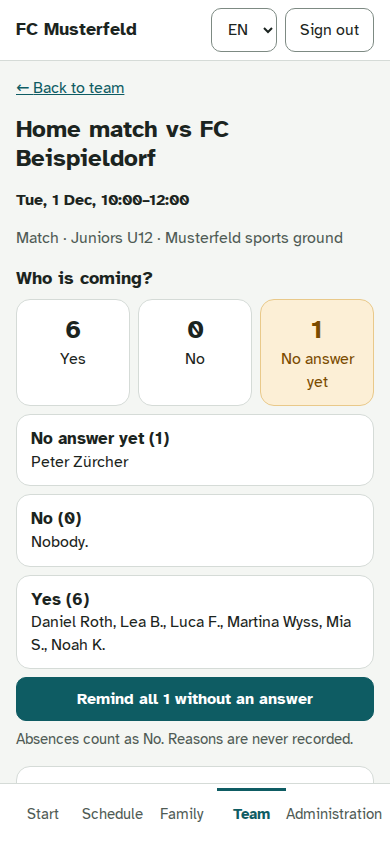 FC Musterfeld
EN
Sign out
← Back to team
Home match vs FC
Beispieldorf
Tue, 1 Dec, 10:00–12:00
Match · Juniors U12 · Musterfeld sports ground
Who is coming?
6
Yes
0
No
1
No answer
yet
No answer yet (1)
Peter Zürcher
No (0)
Nobody.
Yes (6)
Daniel Roth, Lea B., Luca F., Martina Wyss, Mia
S., Noah K.
Remind all 1 without an answer
Absences count as No. Reasons are never recorded.
Start
Schedule
Family
Team
Administration